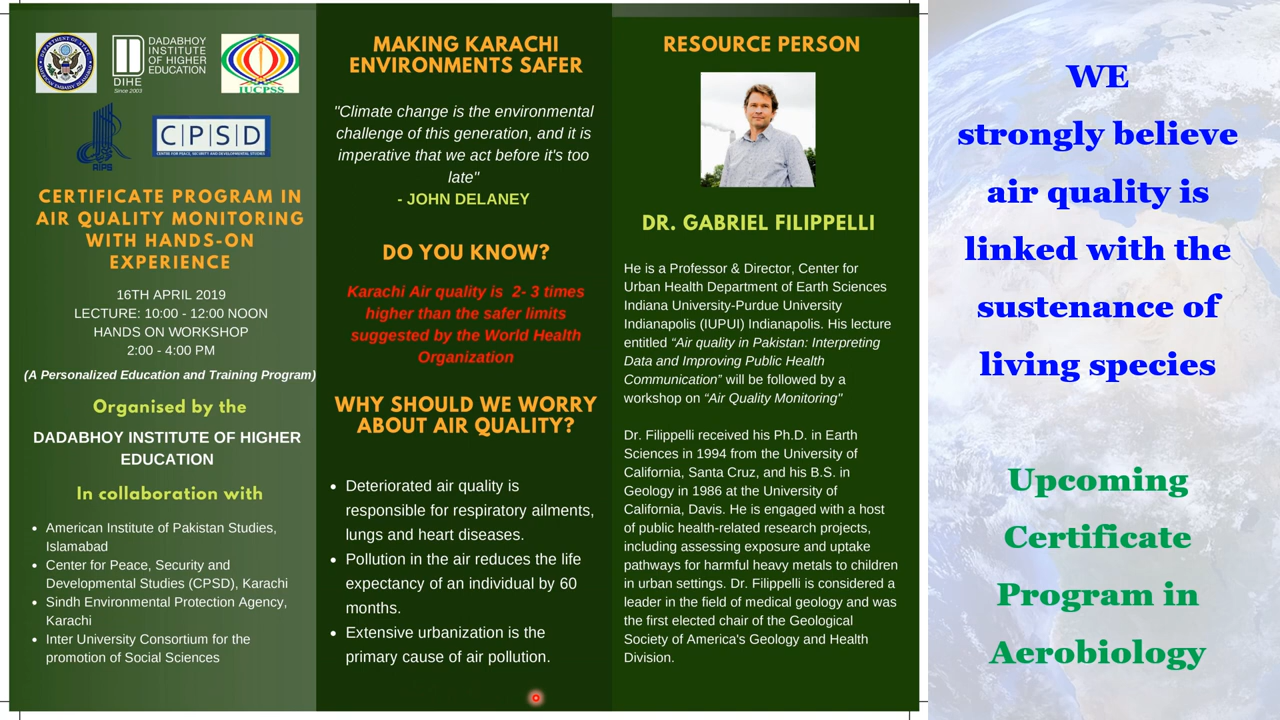 DADABHOY
INSTITUTE
OF HIGHER
EDUCATION
DIHE
Since 2003
IUCPSS
AIPS
C|P|S|D
CENTRE FOR PEACE, SECURITY AND DEVELOPMENTAL STUDIES
CERTIFICATE PROGRAM IN
AIR QUALITY MONITORING
WITH HANDS-ON
EXPERIENCE
16TH APRIL 2019
LECTURE: 10:00 - 12:00 NOON
HANDS ON WORKSHOP
2:00 - 4:00 PM
(A Personalized Education and Training Program)
Organised by the
DADABHOY INSTITUTE OF HIGHER
EDUCATION
In collaboration with
• American Institute of Pakistan Studies,
Islamabad
• Center for Peace, Security and
Developmental Studies (CPSD), Karachi
• Sindh Environmental Protection Agency,
Karachi
• Inter University Consortium for the
promotion of Social Sciences
MAKING KARACHI
ENVIRONMENTS SAFER
"Climate change is the environmental
challenge of this generation, and it is
imperative that we act before it's too
late"
- JOHN DELANEY
DO YOU KNOW?
Karachi Air quality is 2- 3 times
higher than the safer limits
suggested by the World Health
Organization
WHY SHOULD WE WORRY
ABOUT AIR QUALITY?
• Deteriorated air quality is
responsible for respiratory ailments,
lungs and heart diseases.
• Pollution in the air reduces the life
expectancy of an individual by 60
months.
• Extensive urbanization is the
primary cause of air pollution.
RESOURCE PERSON
DR. GABRIEL FILIPPELLI
He is a Professor & Director, Center for
Urban Health Department of Earth Sciences
Indiana University-Purdue University
Indianapolis (IUPUI) Indianapolis. His lecture
entitled “Air quality in Pakistan: Interpreting
Data and Improving Public Health
Communication” will be followed by a
workshop on “Air Quality Monitoring"
Dr. Filippelli received his Ph.D. in Earth
Sciences in 1994 from the University of
California, Santa Cruz, and his B.S. in
Geology in 1986 at the University of
California, Davis. He is engaged with a host
of public health-related research projects,
including assessing exposure and uptake
pathways for harmful heavy metals to children
in urban settings. Dr. Filippelli is considered a
leader in the field of medical geology and was
the first elected chair of the Geological
Society of America's Geology and Health
Division.
WE
strongly believe
air quality is
linked with the
sustenance of
living species
Upcoming
Certificate
Program in
Aerobiology